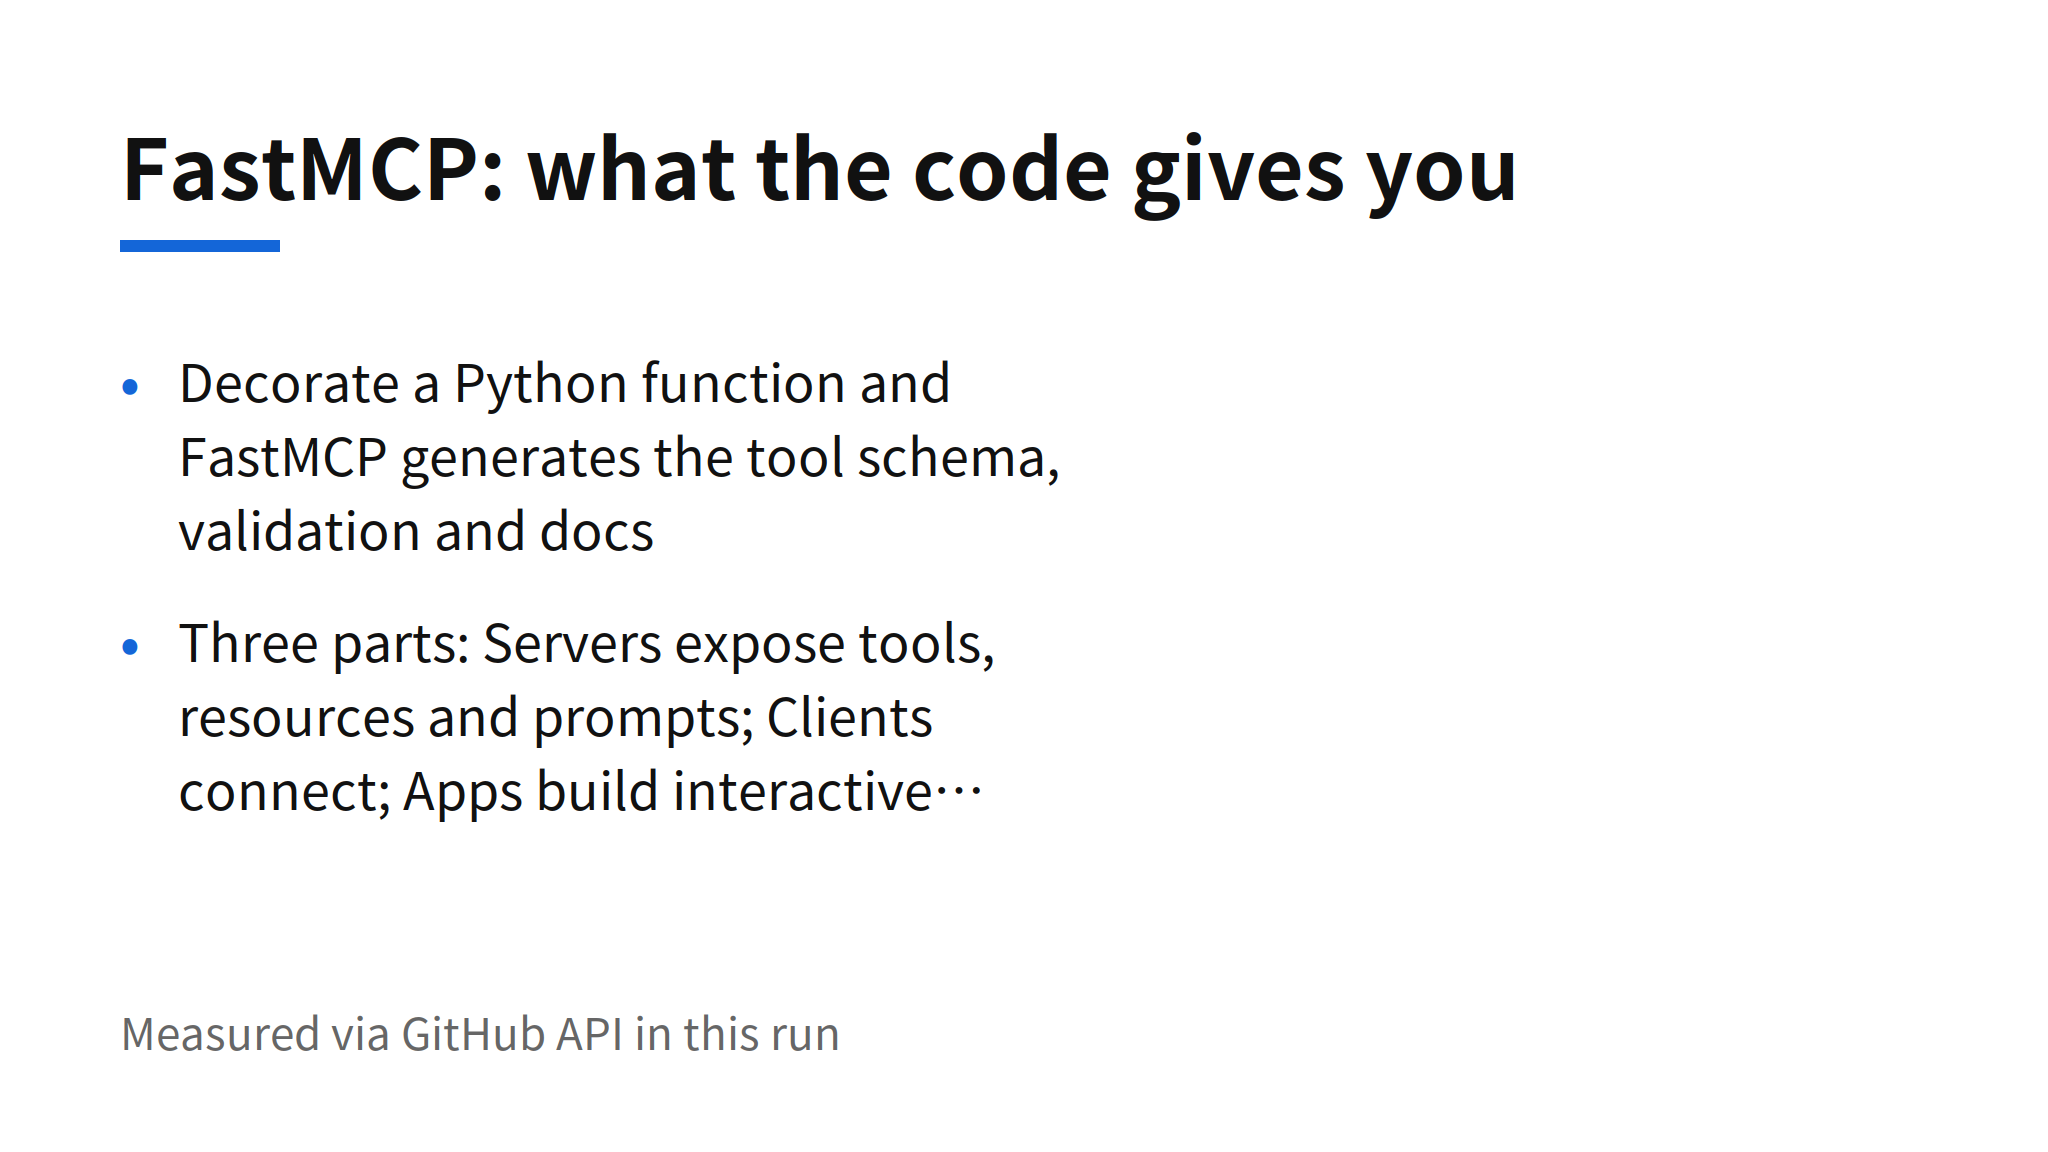 FastMCP: what the code gives you
• Decorate a Python function and
FastMCP generates the tool schema,
validation and docs
• Three parts: Servers expose tools,
resources and prompts; Clients
connect; Apps build interactive…
Measured via GitHub API in this run